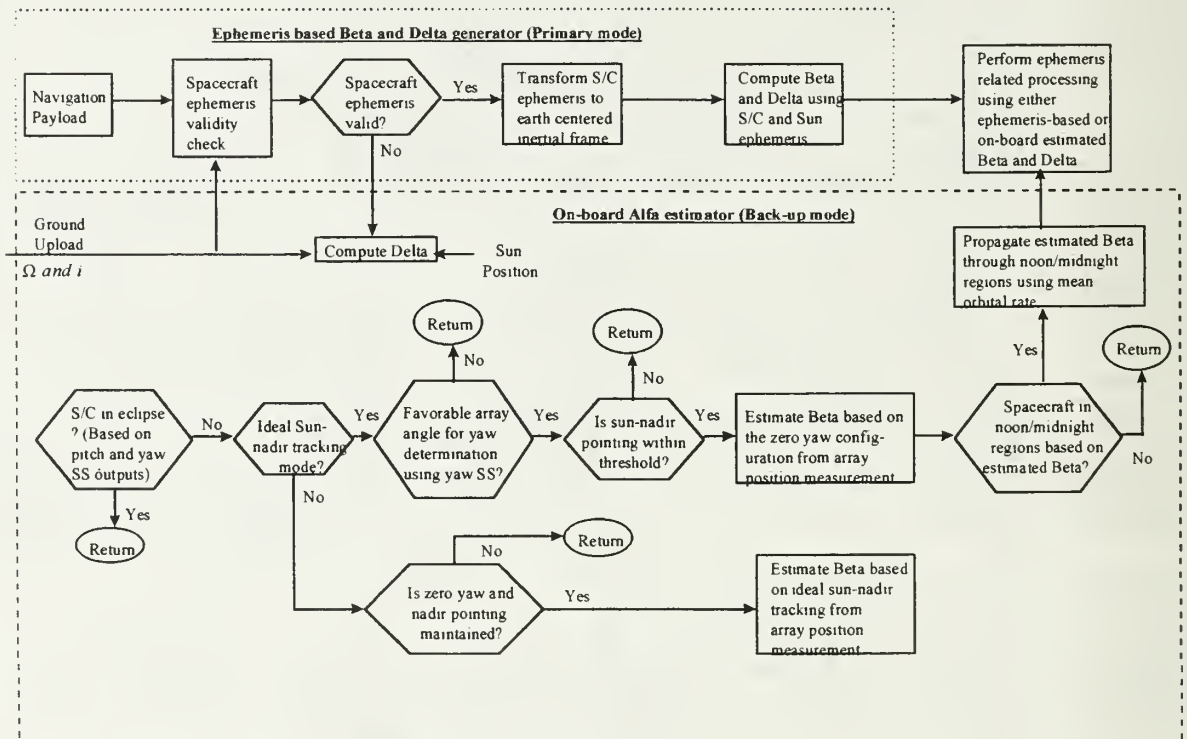 Ephemeris based Beta and Delta generator (Primary mode)
Navigation
Payload
Spacecraft
ephemeris
validity
check
Spacecraft
ephemeris
valid?
Yes
No
Transform S/C
ephemeris to
earth centered
inertial frame
Compute Beta
and Delta using
S/C and Sun
ephemeris
Perform ephemeris
related processing
using either
ephemeris-based or
on-board estimated
Beta and Delta
On-board Alfa estimator (Back-up mode)
Ground
Upload
Ω and i
Compute Delta
Sun
Position
Propagate estimated Beta
through noon/midnight
regions using mean
orbital rate
Return
No
Return
No
Yes
Return
S/C in eclipse
? (Based on
pitch and yaw
SS outputs)
No
Yes
Return
Ideal Sun-
nadir tracking
mode?
Yes
No
Favorable array
angle for yaw
determination
using yaw SS?
Yes
Is sun-nadir
pointing within
threshold?
Yes
Estimate Beta based on
the zero yaw config-
uration from array
position measurement
Spacecraft in
noon/midnight
regions based on
estimated Beta?
No
Is zero yaw and
nadir pointing
maintained?
No
Return
Yes
Estimate Beta based
on ideal sun-nadir
tracking from
array position
measurement